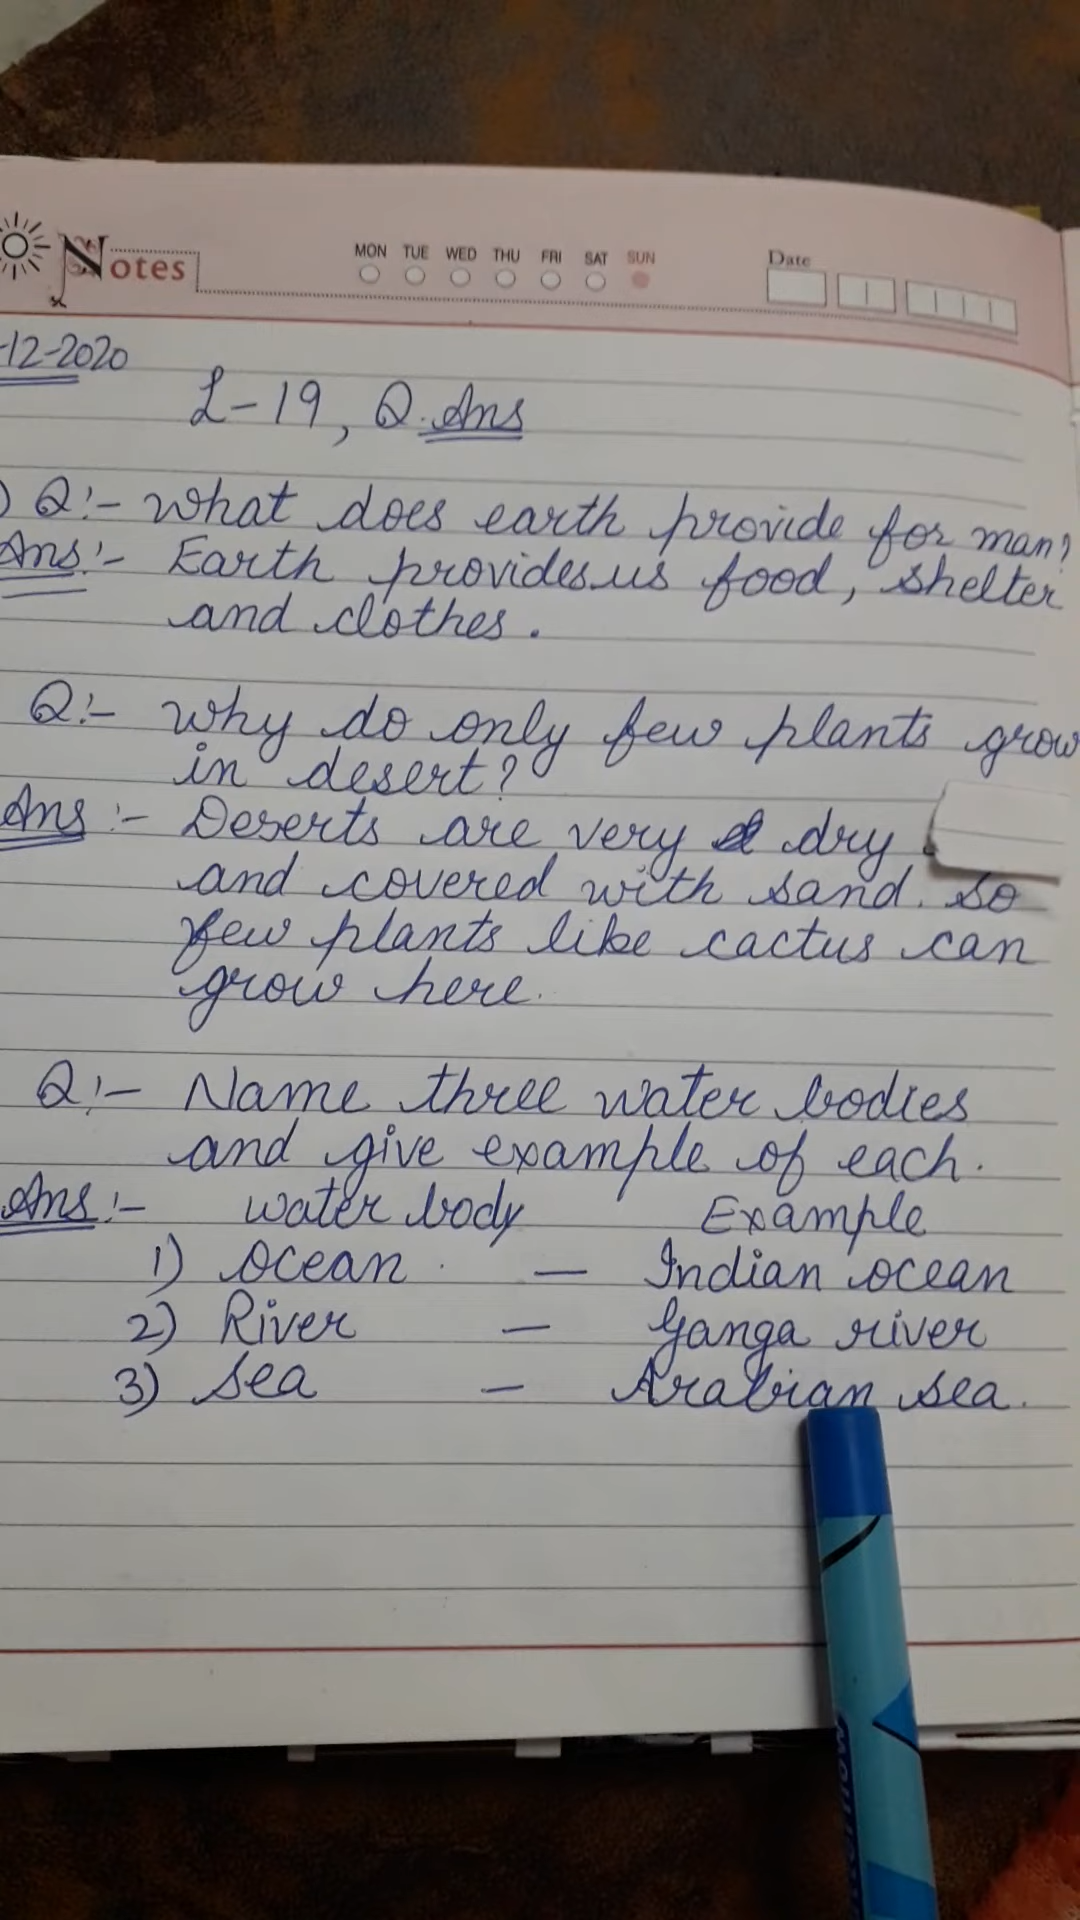 Notes
MON TUE WED THU FRI SAT SUN
Date
-12-2020
L-19, Q. Ans
) Q:- What does earth provide for man?
Ans:- Earth provides us food, shelter
and clothes.
Q:- Why do only few plants grow
in desert?
Ans:- Deserts are very dry
and covered with sand. So
few plants like cactus can
grow here.
Q:- Name three water bodies
and give example of each.
Ans:- water body Example
1) ocean - Indian ocean
2) River - Ganga river
3) Sea - Arabian sea.